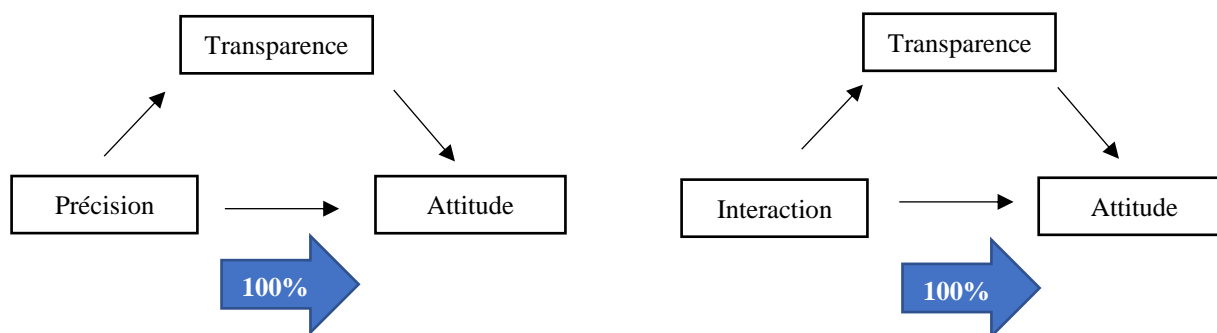 Transparence
Précision
Attitude
100%
Transparence
Interaction
Attitude
100%